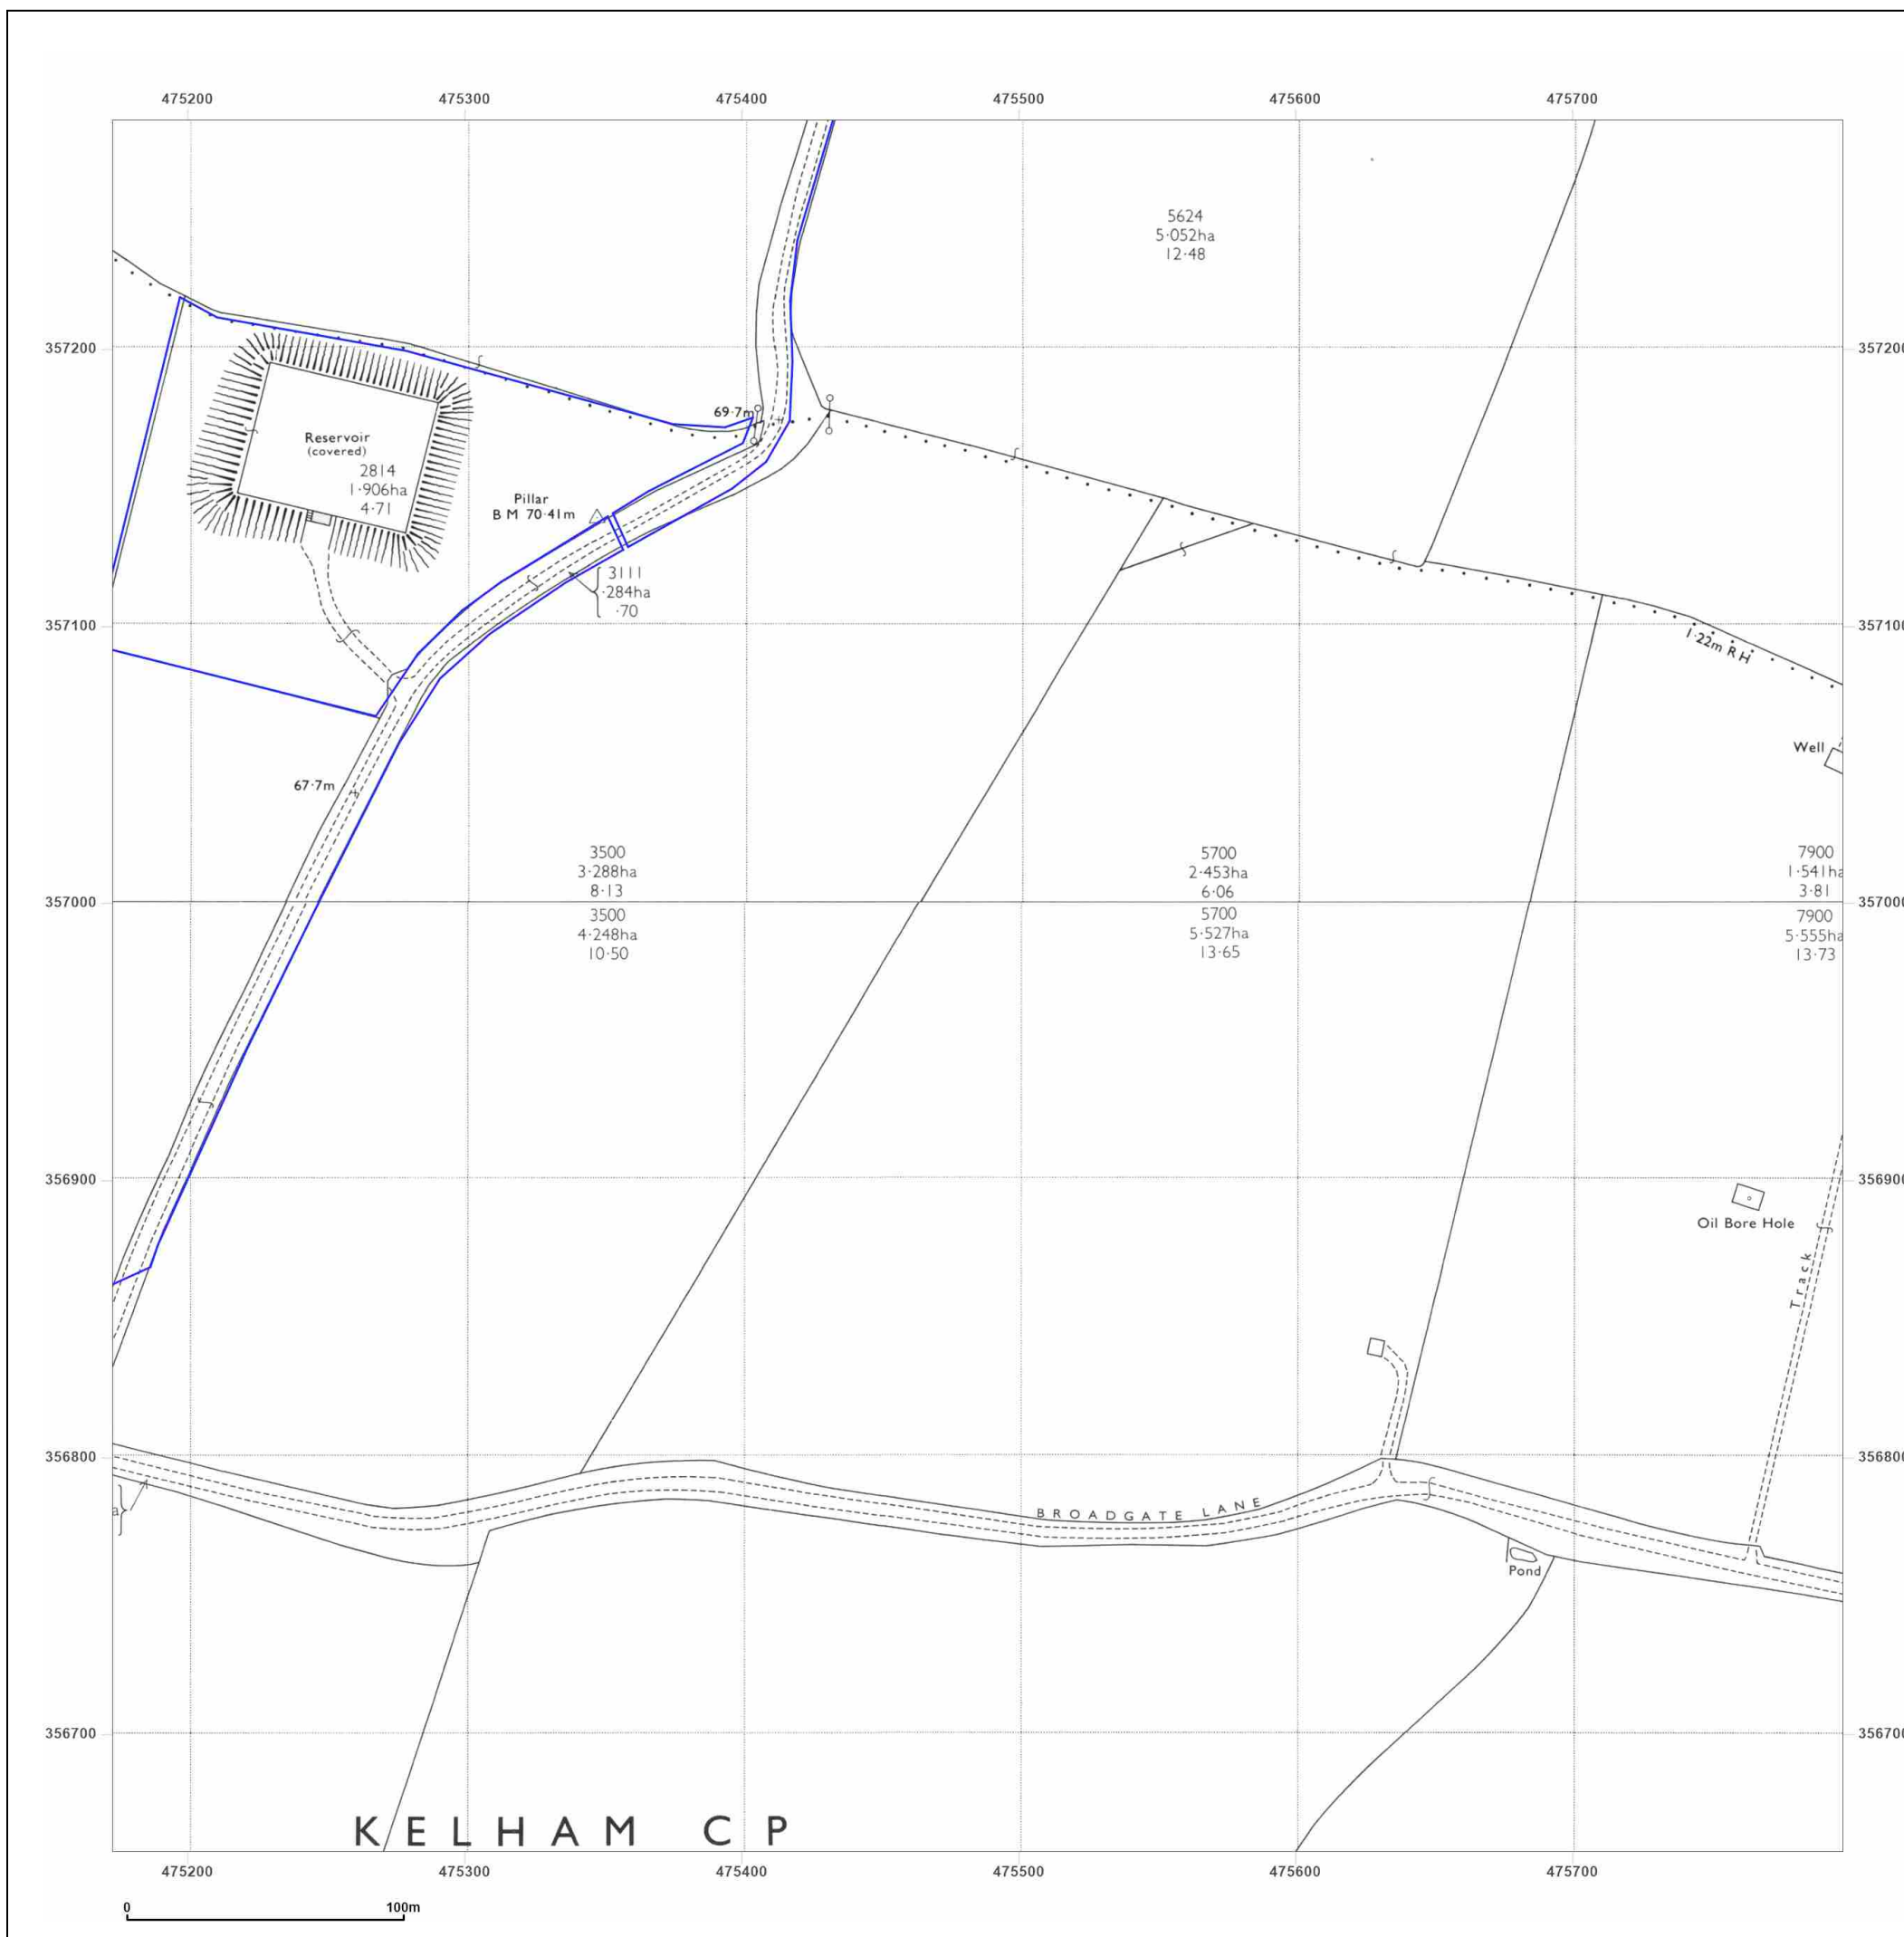 475200 475300 475400 475500 475600 475700
5624
5·052ha
12·48
357200 357200
69·7m
Reservoir
(covered)
2814
1·906ha
4·71
Pillar
B M 70·41m
3111
·284ha
·70
357100 357100
1·22m R H
Well
67·7m
3500
3·288ha
8·13
5700
2·453ha
6·06
7900
1·541ha
3·81
357000 357000
3500
4·248ha
10·50
5700
5·527ha
13·65
7900
5·555ha
13·73
356900 356900
Oil Bore Hole
Track
356800 356800
a
BROADGATE LANE
Pond
356700 356700
KELHAM CP
475200 475300 475400 475500 475600 475700
0 100m